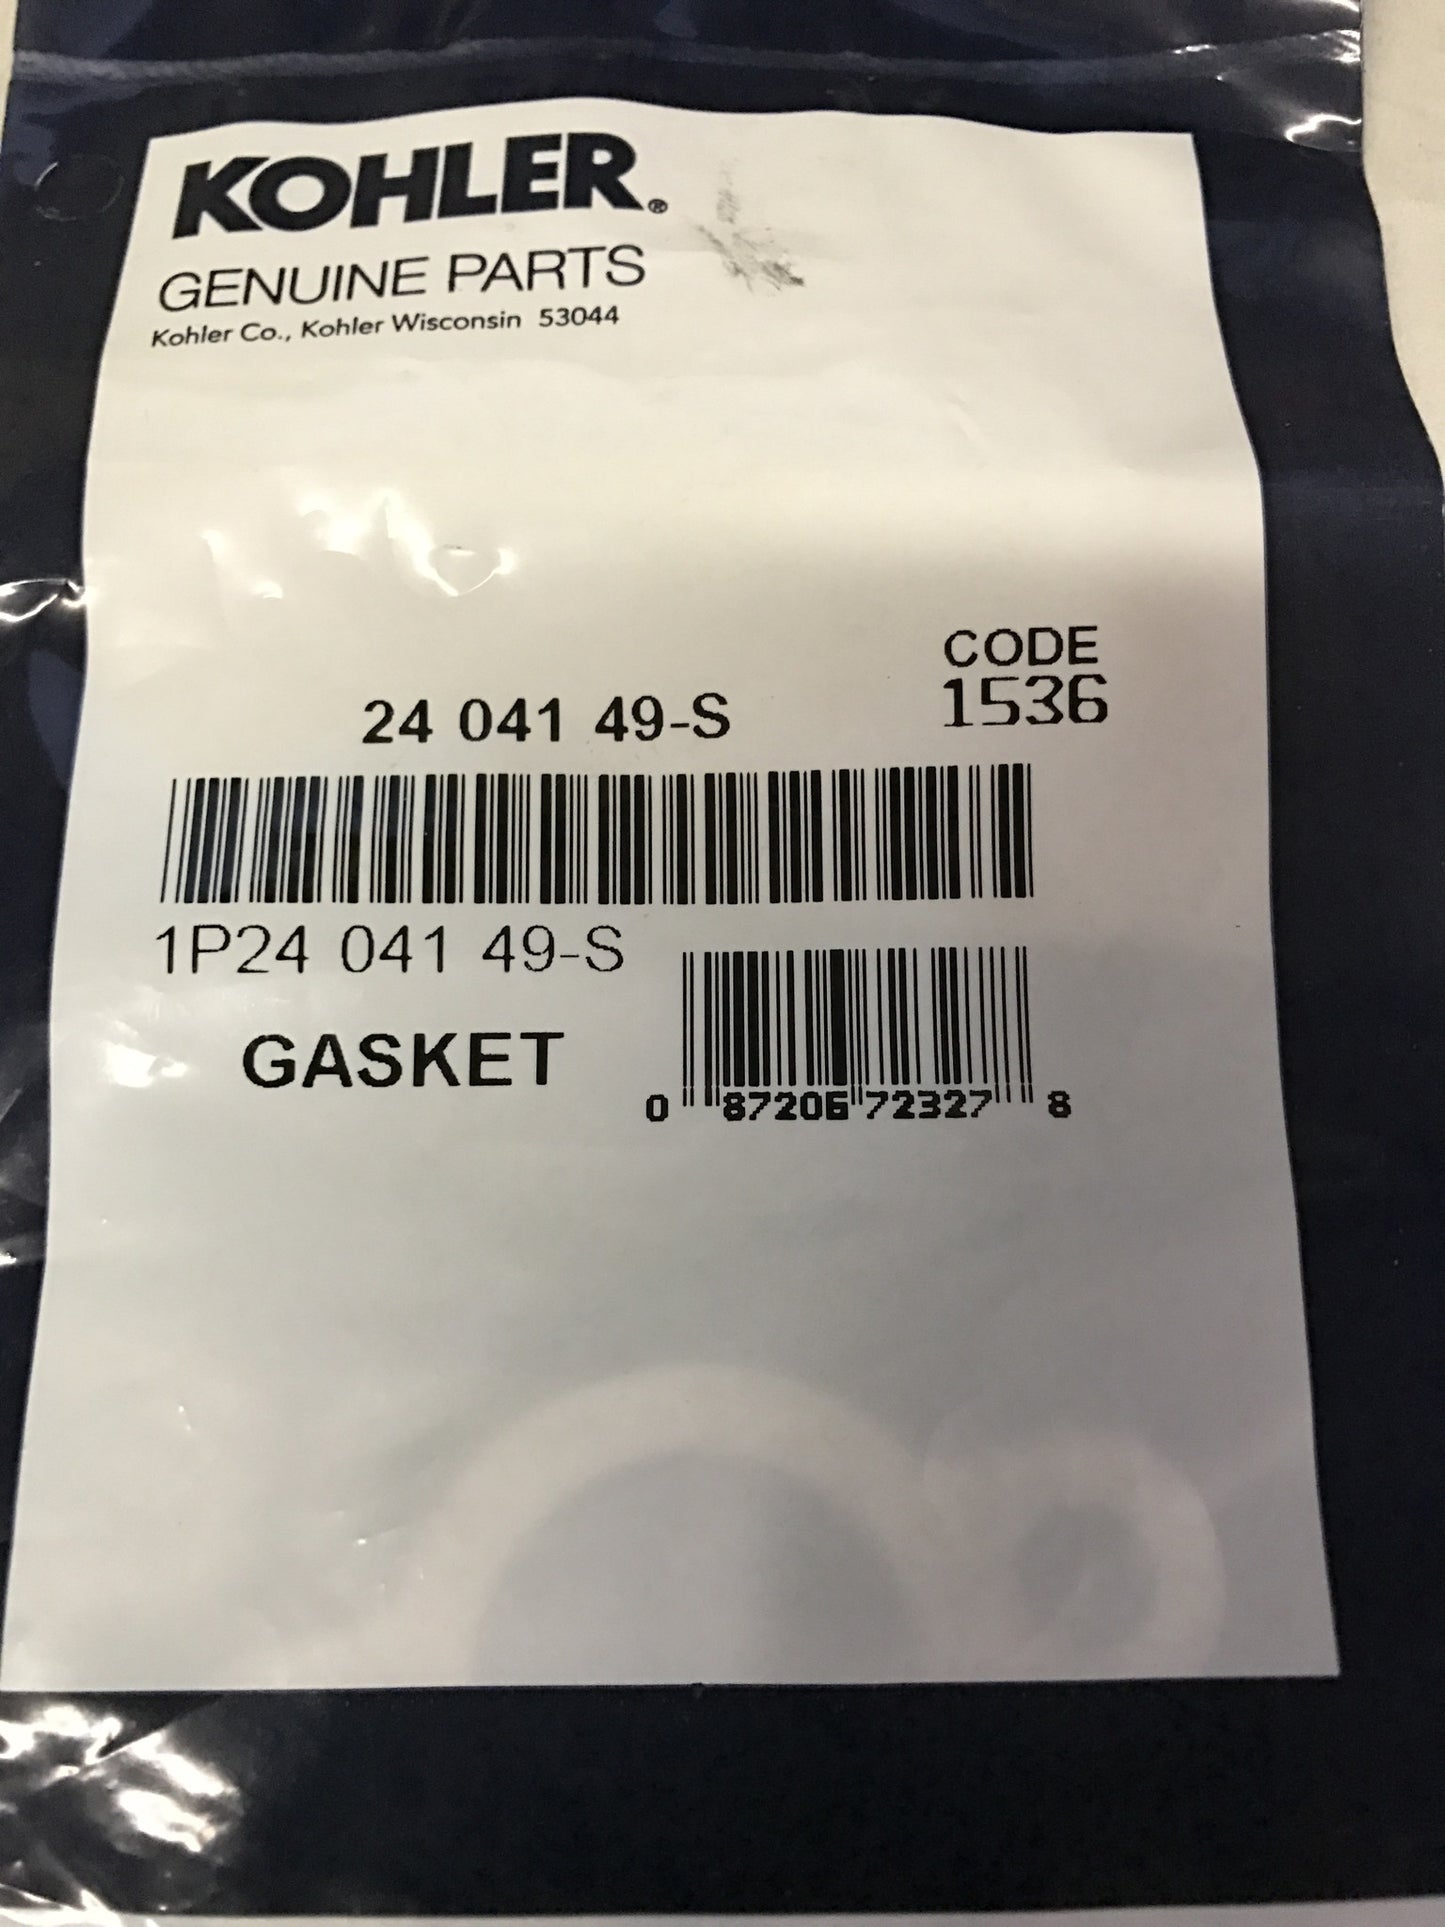 KOHLER®
GENUINE PARTS
Kohler Co., Kohler Wisconsin 53044
CODE
1536
24 041 49-S
1P24 041 49-S
GASKET
0 87206 72327 8